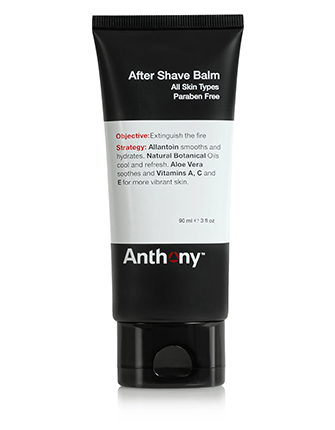 After Shave Balm
All Skin Types
Paraben Free
Objective: Extinguish the fire
Strategy: Allantoin smooths and
hydrates, Natural Botanical Oils
cool and refresh, Aloe Vera
soothes and Vitamins A, C and
E for more vibrant skin.
90 ml ℮ 3 fl oz
Anthony™